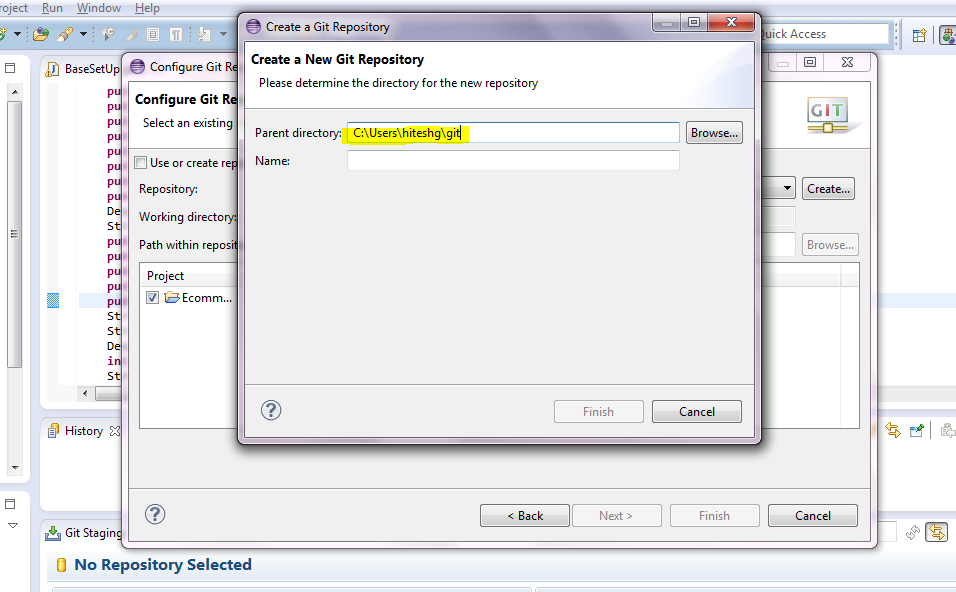 roject Run Window Help
Quick Access
BaseSetUp
pu
pu
pu
pu
pu
pu
pu
pu
De
St
pu
pu
pu
pu
pu
St
St
De
in
St
History
Git Staging
No Repository Selected
Configure Git Re
Configure Git Re
Select an existing
GIT
Use or create rep
Repository:
Create...
Working directory:
Path within reposit
Browse...
Project
Ecomm...
< Back
Next >
Finish
Cancel
Create a Git Repository
Create a New Git Repository
Please determine the directory for the new repository
Parent directory:
C:\Users\hiteshg\git
Browse...
Name:
Finish
Cancel